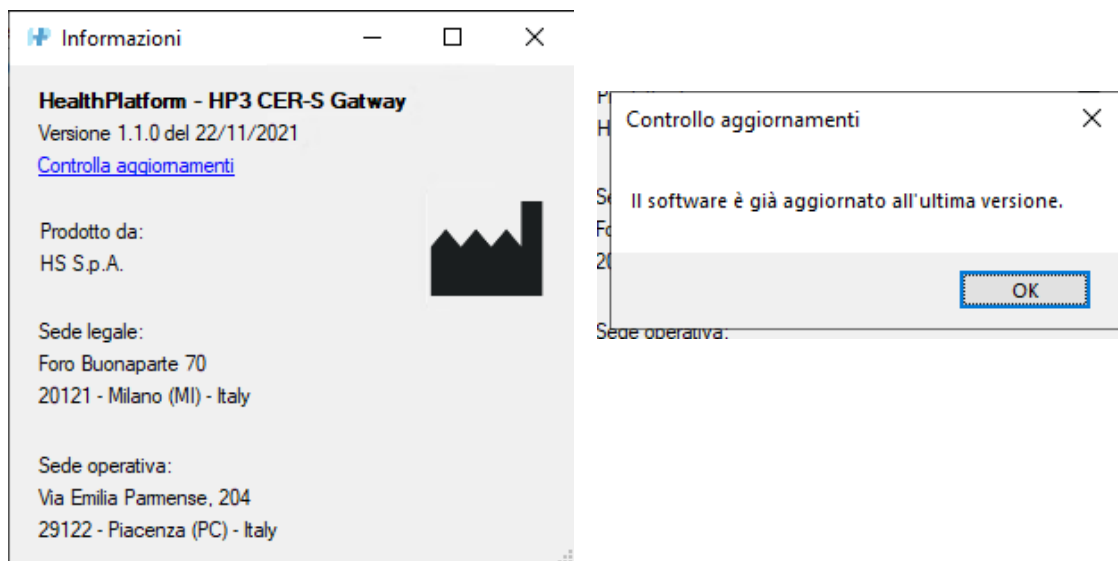 Informazioni
HealthPlatform - HP3 CER-S Gatway
Versione 1.1.0 del 22/11/2021
Controlla aggiornamenti
Prodotto da:
HS S.p.A.
Sede legale:
Foro Buonaparte 70
20121 - Milano (MI) - Italy
Sede operativa:
Via Emilia Parmense, 204
29122 - Piacenza (PC) - Italy
Controllo aggiornamenti
Il software è già aggiornato all'ultima versione.
OK
Sede operativa: